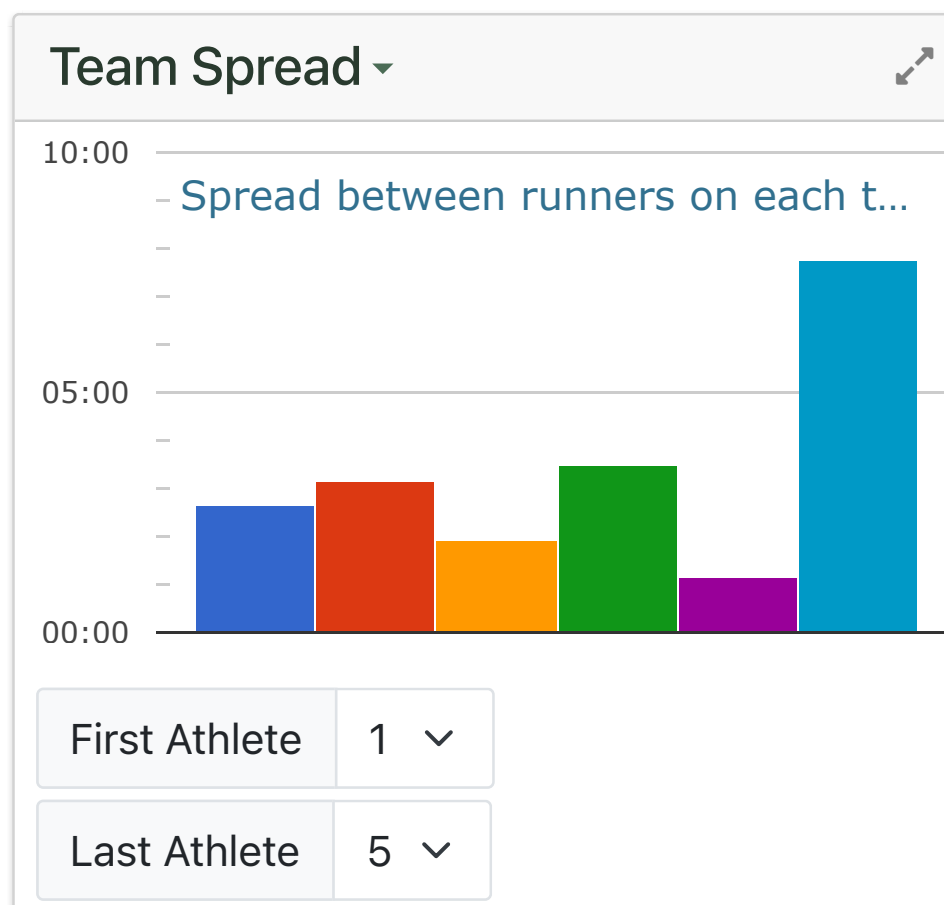 Team Spread
10:00
Spread between runners on each t...
05:00
00:00
First Athlete 1
Last Athlete 5